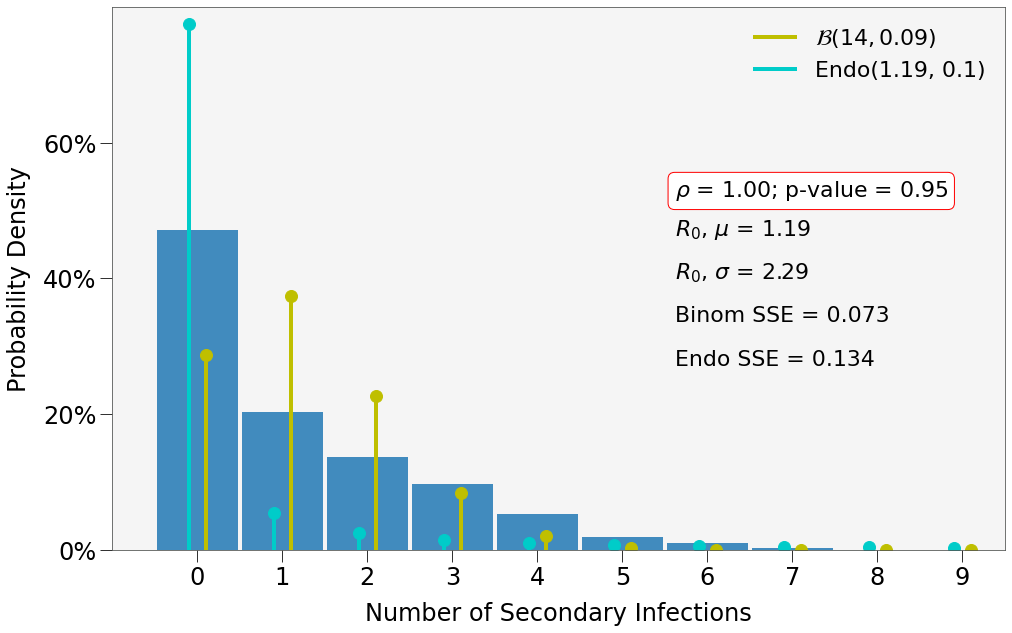 ℬ(14, 0.09)
Endo(1.19, 0.1)
60%
ρ = 1.00; p-value = 0.95
R₀, μ = 1.19
R₀, σ = 2.29
40%
Binom SSE = 0.073
Endo SSE = 0.134
20%
0%
Probability Density
0 1 2 3 4 5 6 7 8 9
Number of Secondary Infections